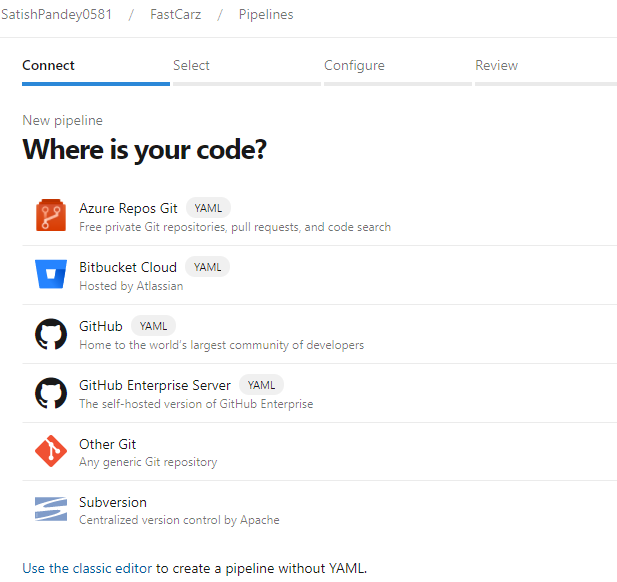 SatishPandey0581 / FastCarz / Pipelines
Connect Select Configure Review
New pipeline
Where is your code?
Azure Repos Git YAML
Free private Git repositories, pull requests, and code search
Bitbucket Cloud YAML
Hosted by Atlassian
GitHub YAML
Home to the world's largest community of developers
GitHub Enterprise Server YAML
The self-hosted version of GitHub Enterprise
Other Git
Any generic Git repository
Subversion
Centralized version control by Apache
Use the classic editor to create a pipeline without YAML.